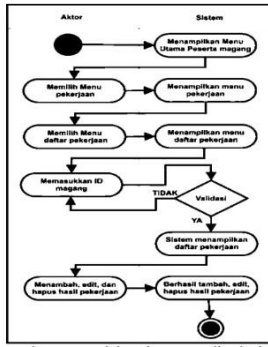 Aktor
Sistem
Menampilkan Menu
Utama Peserta magang
Memilih Menu
pekerjaan
Menampilkan menu
pekerjaan
Memilih Menu
daftar pekerjaan
Menampilkan menu
daftar pekerjaan
Memasukkan ID
magang
TIDAK
Validasi
YA
Sistem menampilkan
daftar pekerjaan
Menambah, edit, dan
hapus hasil pekerjaan
Berhasil tambah, edit,
hapus hasil pekerjaan